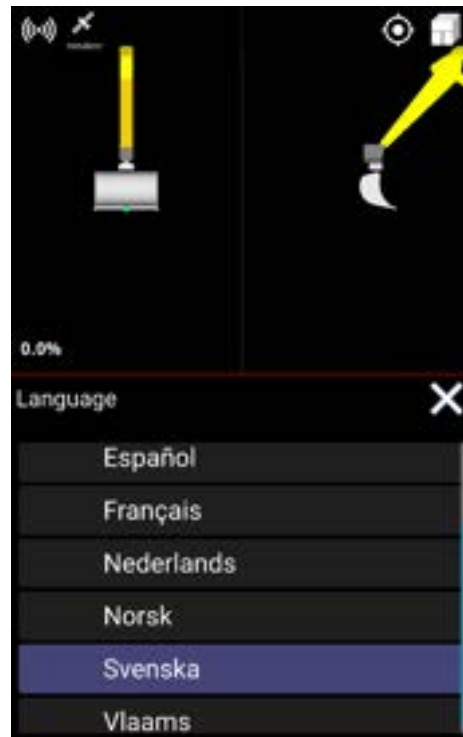 0.0%
Language
Español
Français
Nederlands
Norsk
Svenska
Vlaams